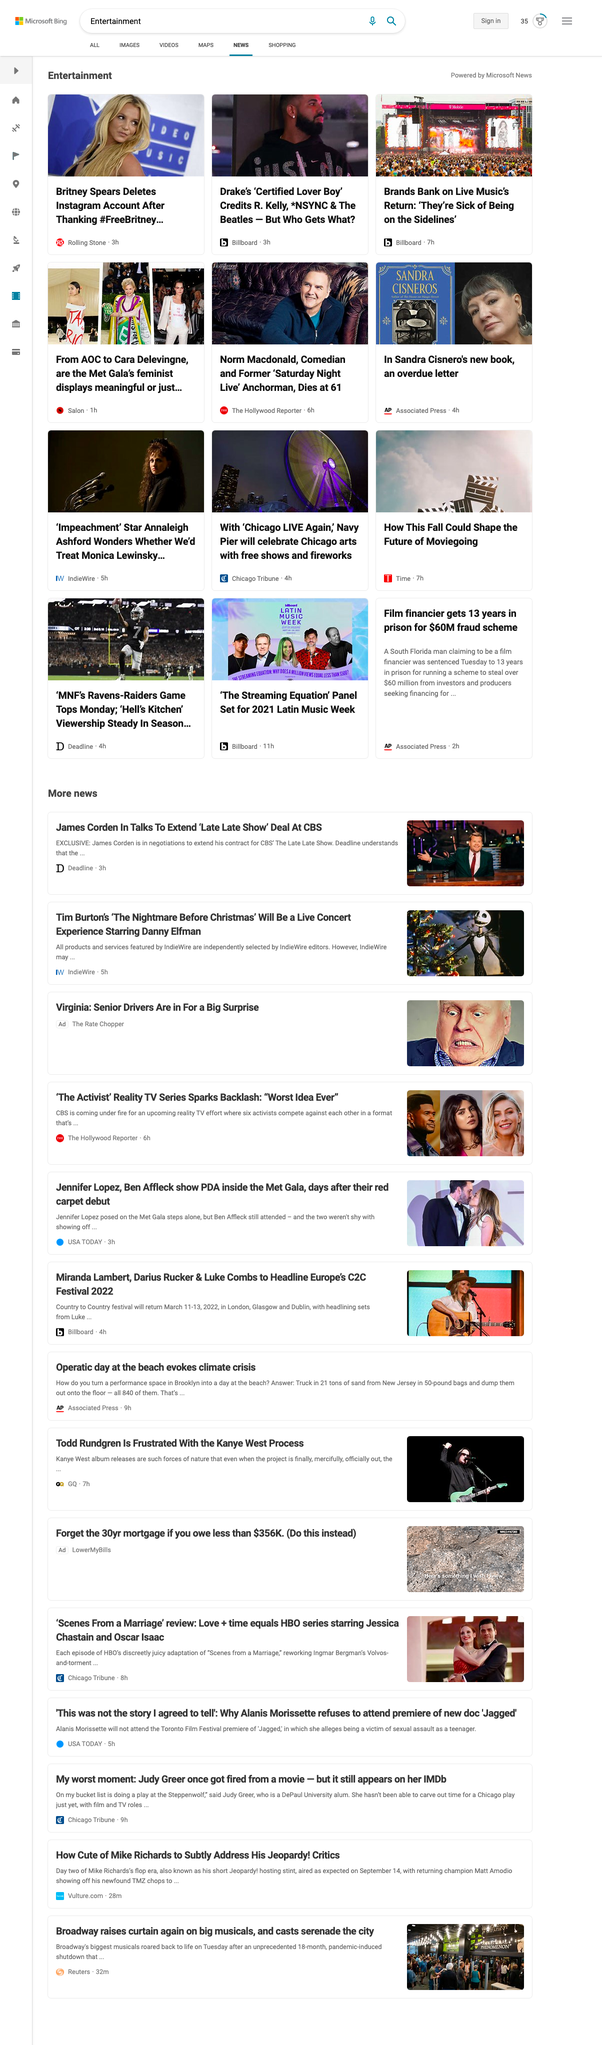 Microsoft Bing
Entertainment
Sign in
35
ALL
IMAGES
VIDEOS
MAPS
NEWS
SHOPPING
Entertainment
Powered by Microsoft News
VIDEO
MUSIC
Britney Spears Deletes
Instagram Account After
Thanking #FreeBritney...
Rolling Stone · 3h
Drake's 'Certified Lover Boy'
Credits R. Kelly, *NSYNC & The
Beatles — But Who Gets What?
Billboard · 3h
Brands Bank on Live Music's
Return: 'They're Sick of Being
on the Sidelines'
Billboard · 7h
From AOC to Cara Delevingne,
are the Met Gala's feminist
displays meaningful or just...
Salon · 1h
Norm Macdonald, Comedian
and Former 'Saturday Night
Live' Anchorman, Dies at 61
The Hollywood Reporter · 6h
SANDRA
CISNEROS
In Sandra Cisneros's new book,
an overdue letter
AP Associated Press · 4h
'Impeachment' Star Annaleigh
Ashford Wonders Whether We'd
Treat Monica Lewinsky...
IW IndieWire · 5h
With 'Chicago LIVE Again,' Navy
Pier will celebrate Chicago arts
with free shows and fireworks
Chicago Tribune · 4h
How This Fall Could Shape the
Future of Moviegoing
Time · 7h
'MNF's Ravens-Raiders Game
Tops Monday; 'Hell's Kitchen'
Viewership Steady In Season...
Deadline · 4h
LATIN
MUSIC
WEEK
'The Streaming Equation' Panel
Set for 2021 Latin Music Week
Billboard · 11h
Film financier gets 13 years in
prison for $60M fraud scheme
A South Florida man claiming to be a film
financier was sentenced Tuesday to 13 years
in prison for running a scheme to steal over
$60 million from investors and producers
seeking financing for ...
AP Associated Press · 2h
More news
James Corden In Talks To Extend 'Late Late Show' Deal At CBS
EXCLUSIVE: James Corden is in negotiations to extend his contract for CBS' The Late Late Show. Deadline understands
that the ...
Deadline · 3h
Tim Burton's 'The Nightmare Before Christmas' Will Be a Live Concert
Experience Starring Danny Elfman
All products and services featured by IndieWire are independently selected by IndieWire editors. However, IndieWire
may ...
IW IndieWire · 5h
Virginia: Senior Drivers Are in For a Big Surprise
Ad The Rate Chopper
'The Activist' Reality TV Series Sparks Backlash: "Worst Idea Ever"
CBS is coming under fire for an upcoming reality TV effort where six activists compete against each other in a format
that's ...
The Hollywood Reporter · 6h
Jennifer Lopez, Ben Affleck show PDA inside the Met Gala, days after their red
carpet debut
Jennifer Lopez posed on the Met Gala steps alone, but Ben Affleck still attended – and the two weren't shy with
showing off ...
USA TODAY · 3h
Miranda Lambert, Darius Rucker & Luke Combs to Headline Europe's C2C
Festival 2022
Country to Country festival will return March 11-13, 2022, in London, Glasgow and Dublin, with headlining sets
from Luke ...
Billboard · 4h
Operatic day at the beach evokes climate crisis
How do you turn a performance space in Brooklyn into a day at the beach? Answer: Truck in 21 tons of sand from New Jersey in 50-pound bags and dump them
out onto the floor — all 840 of them. That's ...
AP Associated Press · 9h
Todd Rundgren Is Frustrated With the Kanye West Process
Kanye West album releases are such forces of nature that even when the project is finally, mercifully, officially out, the
...
GQ · 7h
Forget the 30yr mortgage if you owe less than $356K. (Do this instead)
Ad LowerMyBills
'Scenes From a Marriage' review: Love + time equals HBO series starring Jessica
Chastain and Oscar Isaac
Each episode of HBO's discreetly juicy adaptation of "Scenes from a Marriage," reworking Ingmar Bergman's Volvos-
and-torment ...
Chicago Tribune · 8h
'This was not the story I agreed to tell': Why Alanis Morissette refuses to attend premiere of new doc 'Jagged'
Alanis Morissette will not attend the Toronto Film Festival premiere of 'Jagged,' in which she alleges being a victim of sexual assault as a teenager.
USA TODAY · 5h
My worst moment: Judy Greer once got fired from a movie — but it still appears on her IMDb
On my bucket list is doing a play at the Steppenwolf," said Judy Greer, who is a DePaul University alum. She hasn't been able to carve out time for a Chicago play
just yet, with film and TV roles ...
Chicago Tribune · 9h
How Cute of Mike Richards to Subtly Address His Jeopardy! Critics
Day two of Mike Richards's flop era, also known as his short Jeopardy! hosting stint, aired as expected on September 14, with returning champion Matt Amodio
showing off his newfound TMZ chops to ...
Vulture.com · 28m
Broadway raises curtain again on big musicals, and casts serenade the city
Broadway's biggest musicals roared back to life on Tuesday after an unprecedented 18-month, pandemic-induced
shutdown that ...
Reuters · 32m